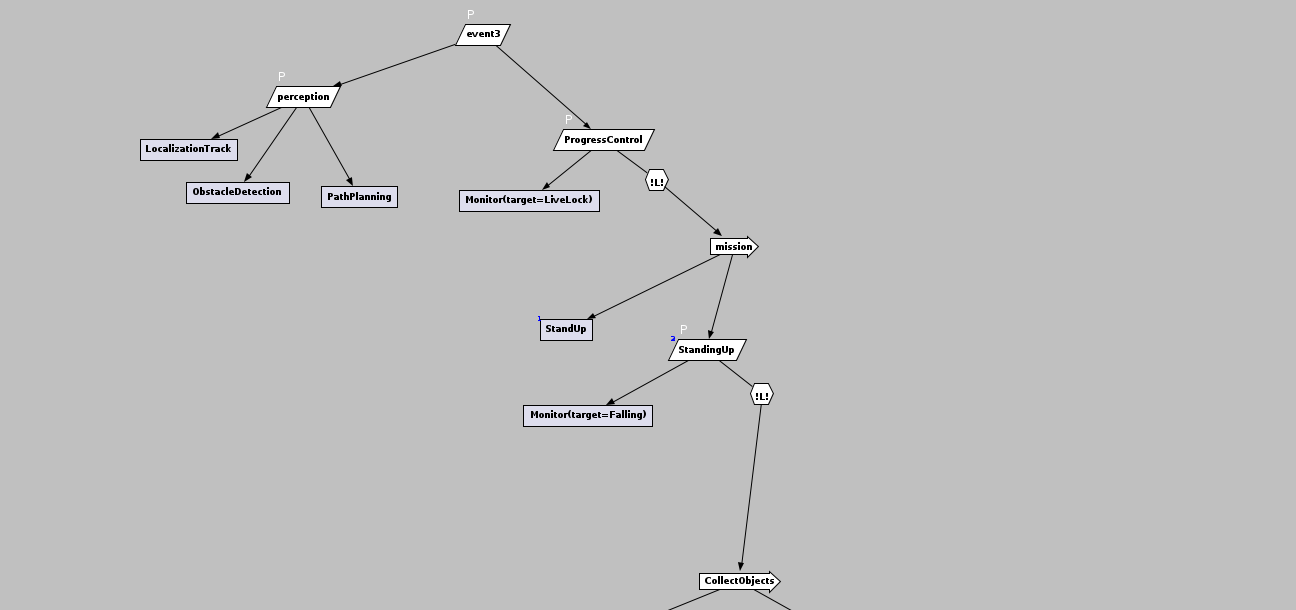 P
event3
P
perception
P
ProgressControl
LocalizationTrack
ObstacleDetection
PathPlanning
Monitor(target=LiveLock)
!L!
mission
1
StandUp
P
2
StandingUp
!L!
Monitor(target=Falling)
CollectObjects